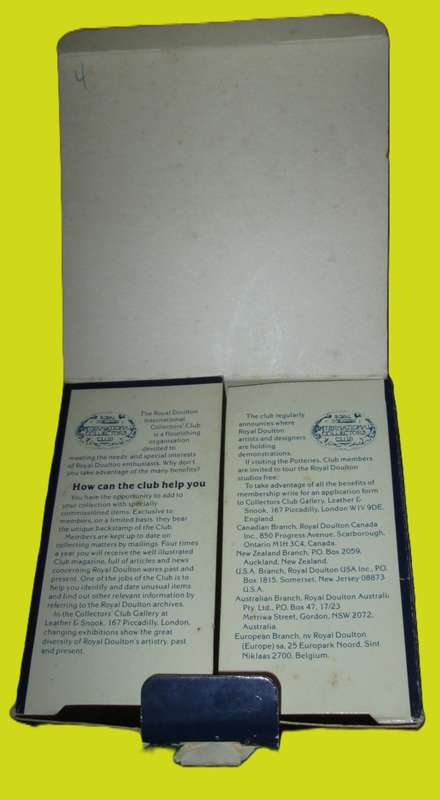 4
The Royal Doulton
International
Collectors' Club
is a flourishing
organisation
devoted to
meeting the needs and special interests
of Royal Doulton enthusiasts. Why don't
you take advantage of the many benefits?
ROYAL DOULTON
INTERNATIONAL
COLLECTORS
CLUB
How can the club help you
You have the opportunity to add to
your collection with specially
commissioned items. Exclusive to
members, on a limited basis, they bear
the unique backstamp of the Club.
Members are kept up to date on
collecting matters by mailings. Four times
a year you will receive the well illustrated
Club magazine, full of articles and news
concerning Royal Doulton wares past and
present. One of the jobs of the Club is to
help you identify and date unusual items
and find out other relevant information by
referring to the Royal Doulton archives.
In the Collectors' Club Gallery at
Leather & Snook, 167 Piccadilly, London,
changing exhibitions show the great
diversity of Royal Doulton's artistry, past
and present.
The club regularly
announces where
Royal Doulton
artists and designers
are holding
demonstrations.
ROYAL DOULTON
INTERNATIONAL
COLLECTORS
CLUB
If visiting the Potteries, Club members
are invited to tour the Royal Doulton
studios free.
To take advantage of all the benefits of
membership write for an application form
to Collectors Club Gallery, Leather &
Snook, 167 Piccadilly, London W1V 9DE,
England.
Canadian Branch, Royal Doulton Canada
Inc., 850 Progress Avenue, Scarborough,
Ontario M1H 3C4, Canada.
New Zealand Branch, P.O. Box 2059,
Auckland, New Zealand.
U.S.A. Branch, Royal Doulton USA Inc., P.O.
Box 1815, Somerset, New Jersey 08873
U.S.A.
Australian Branch, Royal Doulton Australi
Pty. Ltd., P.O. Box 47, 17/23
Metriwa Street, Gordon, NSW 2072,
Australia.
European Branch, nv Royal Doulton
(Europe) sa, 25 Europark Noord, Sint
Niklaas 2700, Belgium.